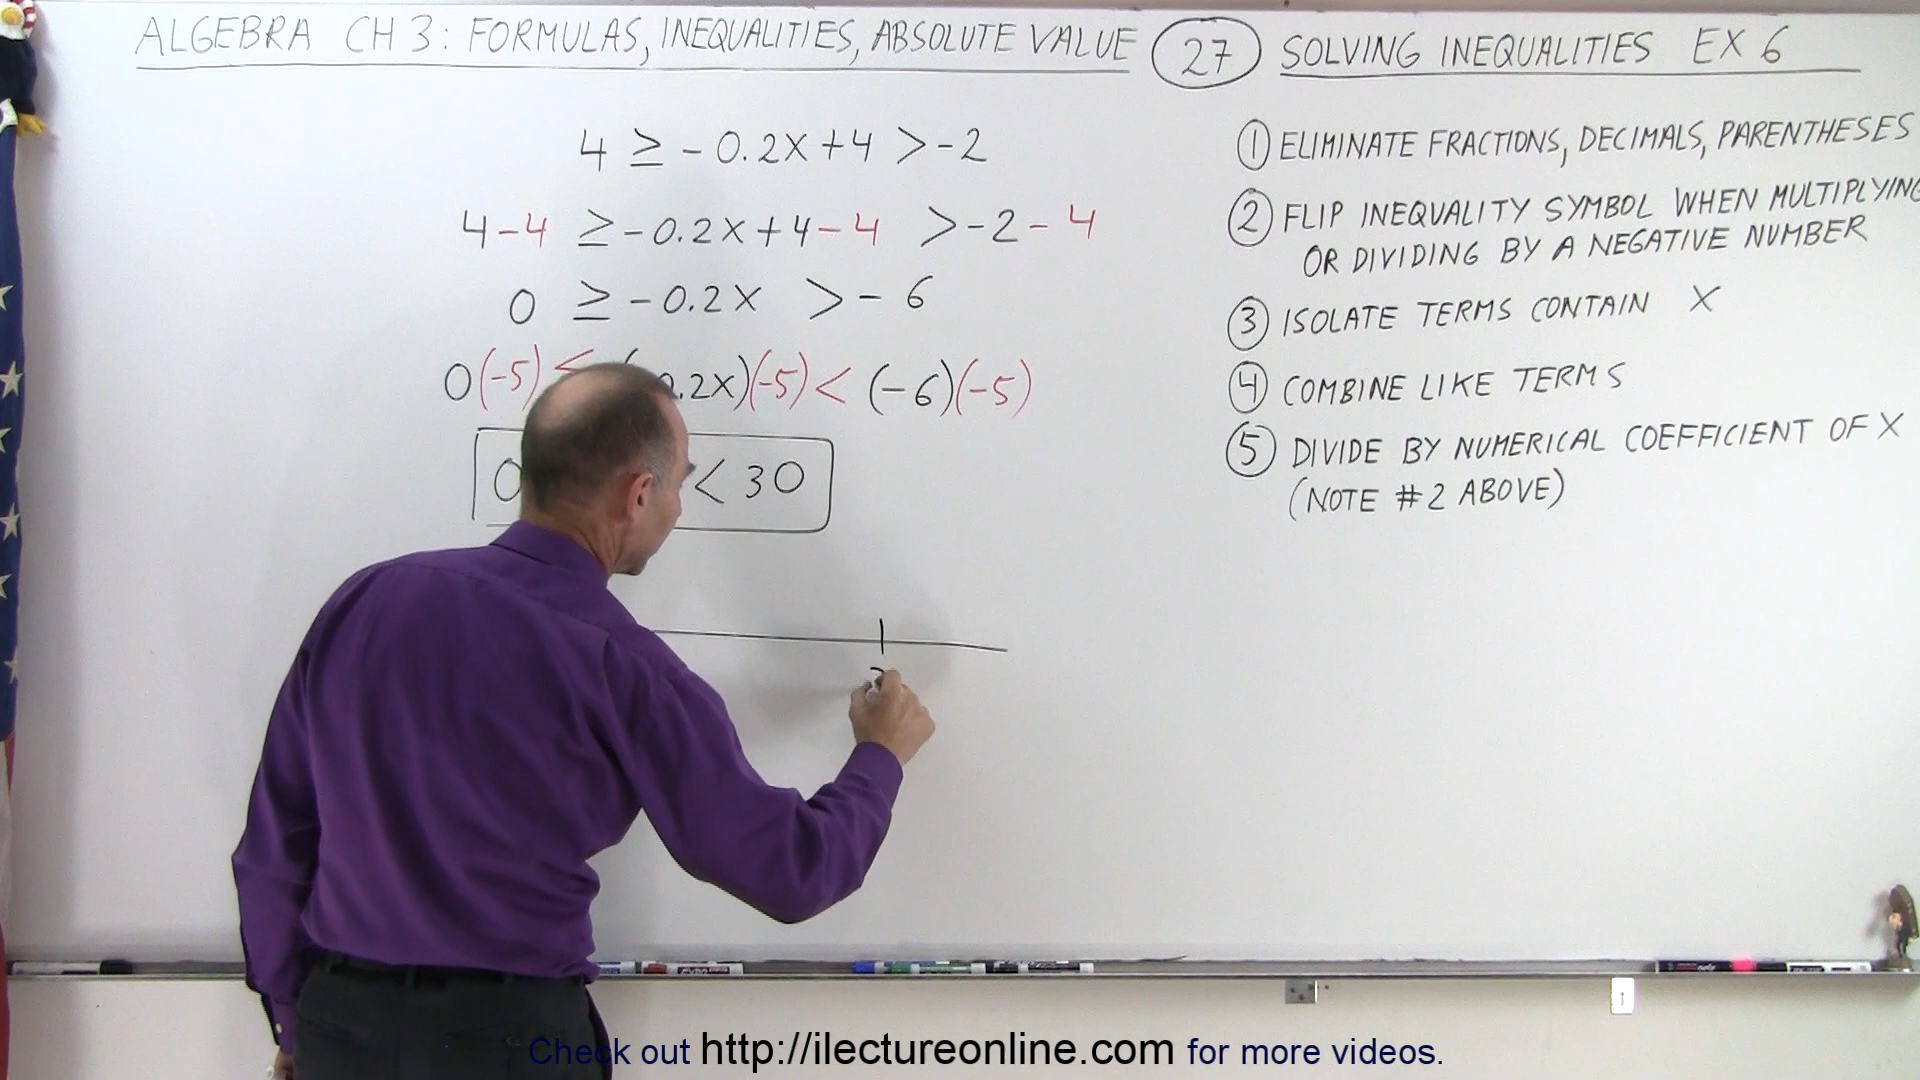 ALGEBRA CH 3: FORMULAS, INEQUALITIES, ABSOLUTE VALUE 27 SOLVING INEQUALITIES EX 6
4 ≥ -0.2X+4 >-2
4-4 ≥ -0.2X+4-4 >-2-4
0 ≥ -0.2X >-6
0(-5) .2X)(-5) < (-6)(-5)
0 < 30
① ELIMINATE FRACTIONS, DECIMALS, PARENTHESES
② FLIP INEQUALITY SYMBOL WHEN MULTIPLYING
OR DIVIDING BY A NEGATIVE NUMBER
③ ISOLATE TERMS CONTAIN X
④ COMBINE LIKE TERMS
⑤ DIVIDE BY NUMERICAL COEFFICIENT OF X
(NOTE #2 ABOVE)
Check out http://ilectureonline.com for more videos.